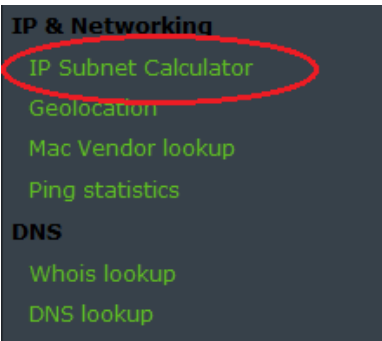 IP & Networking
IP Subnet Calculator
Geolocation
Mac Vendor lookup
Ping statistics
DNS
Whois lookup
DNS lookup